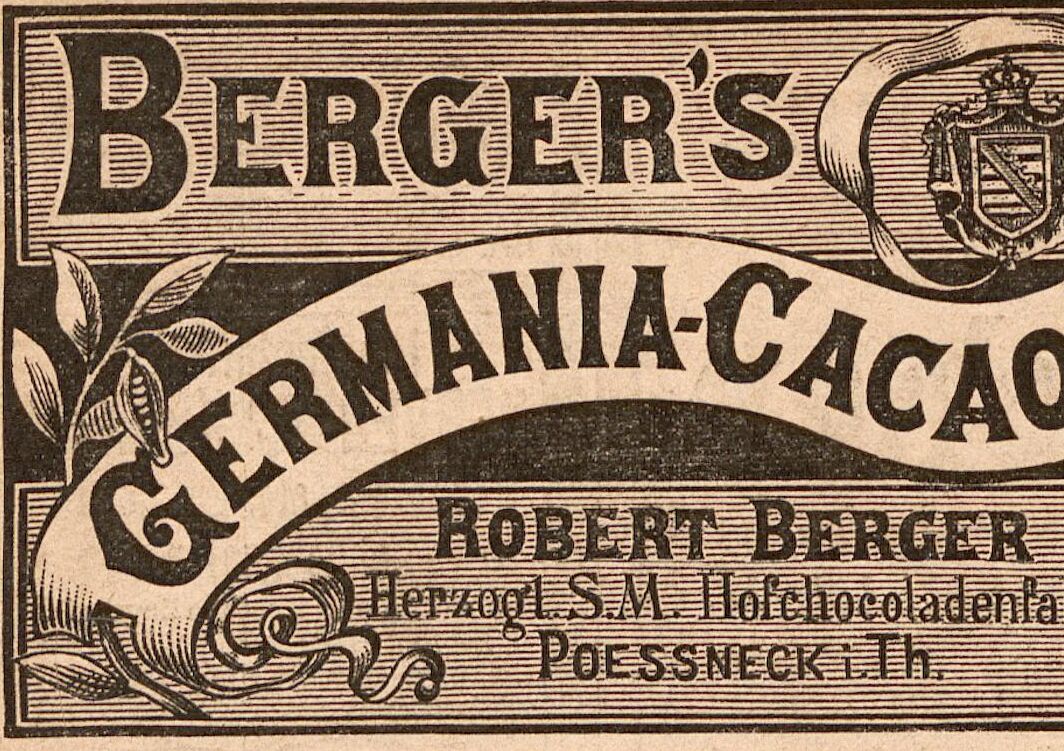 BERGER'S
GERMANIA-CACAO
ROBERT BERGER
Herzogl. S.M. Hofchocoladenfa
POESSNECK i. Th.